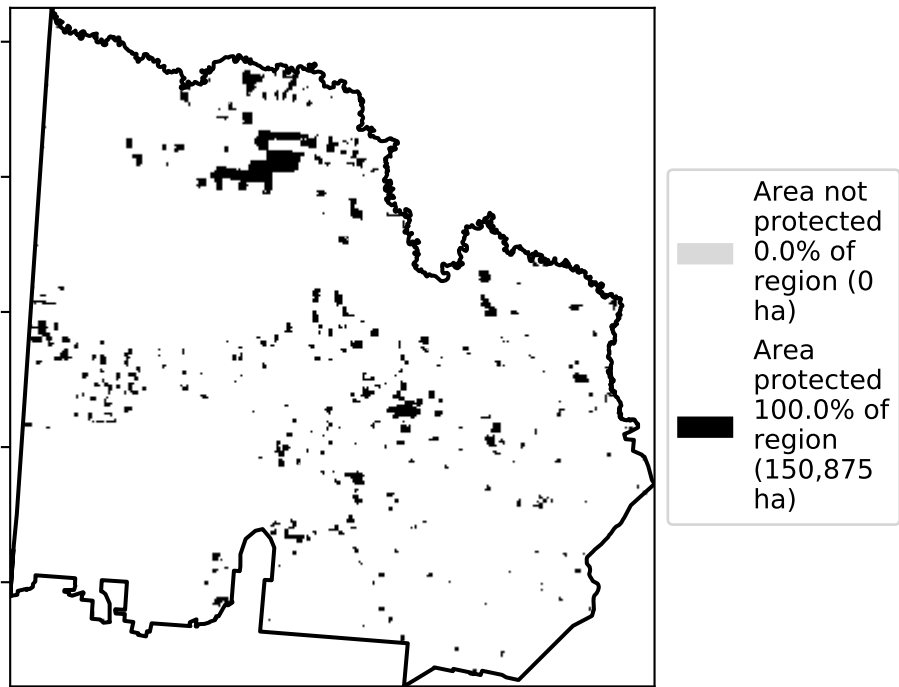 Area not
protected
0.0% of
region (0
ha)
Area
protected
100.0% of
region
(150,875
ha)